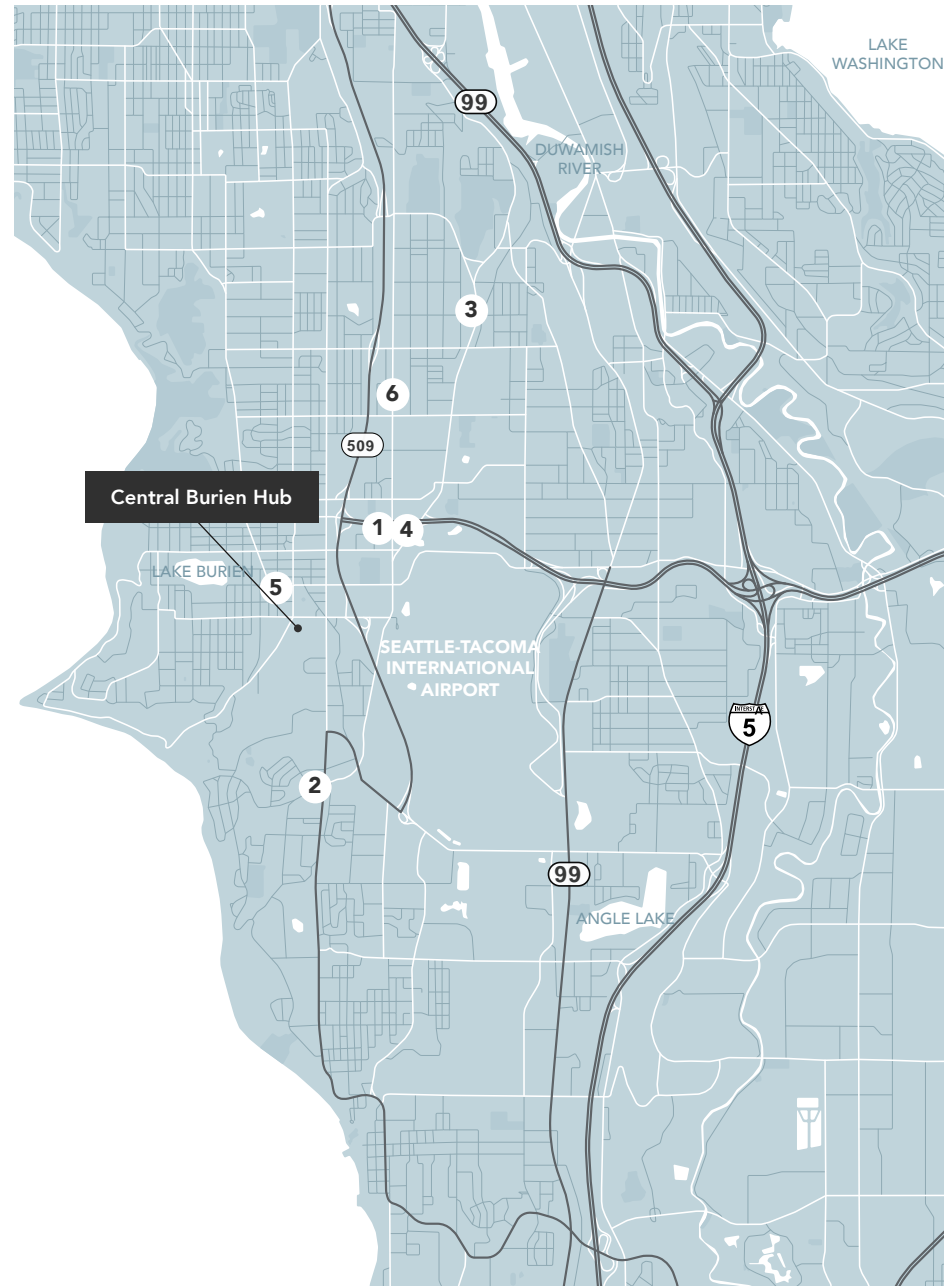 LAKE
WASHINGTON
99
DUWAMISH
RIVER
3
6
509
Central Burien Hub
1
4
LAKE BURIEN
5
SEATTLE-TACOMA
INTERNATIONAL
AIRPORT
INTERSTATE
5
2
99
ANGLE LAKE